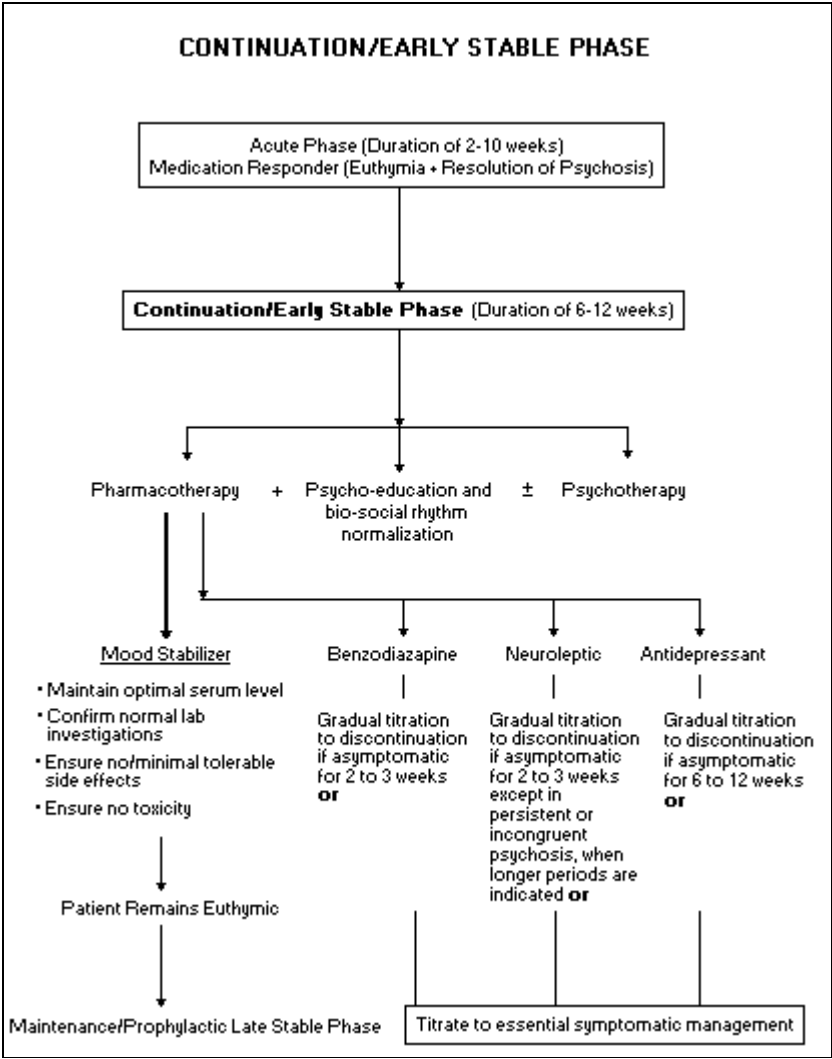 CONTINUATION/EARLY STABLE PHASE
Acute Phase (Duration of 2-10 weeks)
Medication Responder (Euthymia + Resolution of Psychosis)
Continuation/Early Stable Phase (Duration of 6-12 weeks)
Pharmacotherapy + Psycho-education and ± Psychotherapy
bio-social rhythm
normalization
Mood Stabilizer
• Maintain optimal serum level
• Confirm normal lab
investigations
• Ensure no/minimal tolerable
side effects
• Ensure no toxicity
Patient Remains Euthymic
Maintenance/Prophylactic Late Stable Phase
Benzodiazapine
Gradual titration
to discontinuation
if asymptomatic
for 2 to 3 weeks
or
Neuroleptic
Gradual titration
to discontinuation
if asymptomatic
for 2 to 3 weeks
except in
persistent or
incongruent
psychosis, when
longer periods are
indicated or
Antidepressant
Gradual titration
to discontinuation
if asymptomatic
for 6 to 12 weeks
or
Titrate to essential symptomatic management